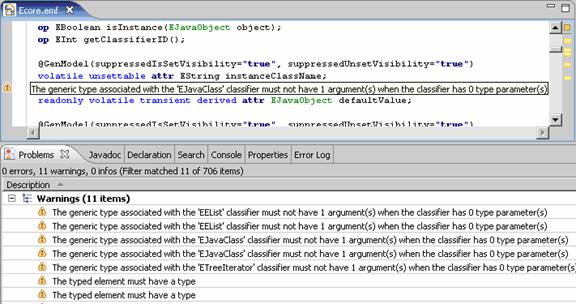 Ecore.emf
op EBoolean isInstance(EJavaObject object);
op EInt getClassifierID();
@GenModel(suppressedIsSetVisibility="true", suppressedUnsetVisibility="true")
volatile unsettable attr EString instanceClassName;
The generic type associated with the 'EJavaClass' classifier must not have 1 argument(s) when the classifier has 0 type parameter(s)
readonly volatile transient derived attr EJavaObject defaultValue;
@GenModel(suppressedIsSetVisibility="true", suppressedUnsetVisibility="true")
Problems Javadoc Declaration Search Console Properties Error Log
0 errors, 11 warnings, 0 infos (Filter matched 11 of 706 items)
Description
Warnings (11 items)
The generic type associated with the 'EEList' classifier must not have 1 argument(s) when the classifier has 0 type parameter(s)
The generic type associated with the 'EEList' classifier must not have 1 argument(s) when the classifier has 0 type parameter(s)
The generic type associated with the 'EJavaClass' classifier must not have 1 argument(s) when the classifier has 0 type parameter(s)
The generic type associated with the 'EJavaClass' classifier must not have 1 argument(s) when the classifier has 0 type parameter(s)
The generic type associated with the 'ETreeIterator' classifier must not have 1 argument(s) when the classifier has 0 type parameter(s)
The typed element must have a type
The typed element must have a type